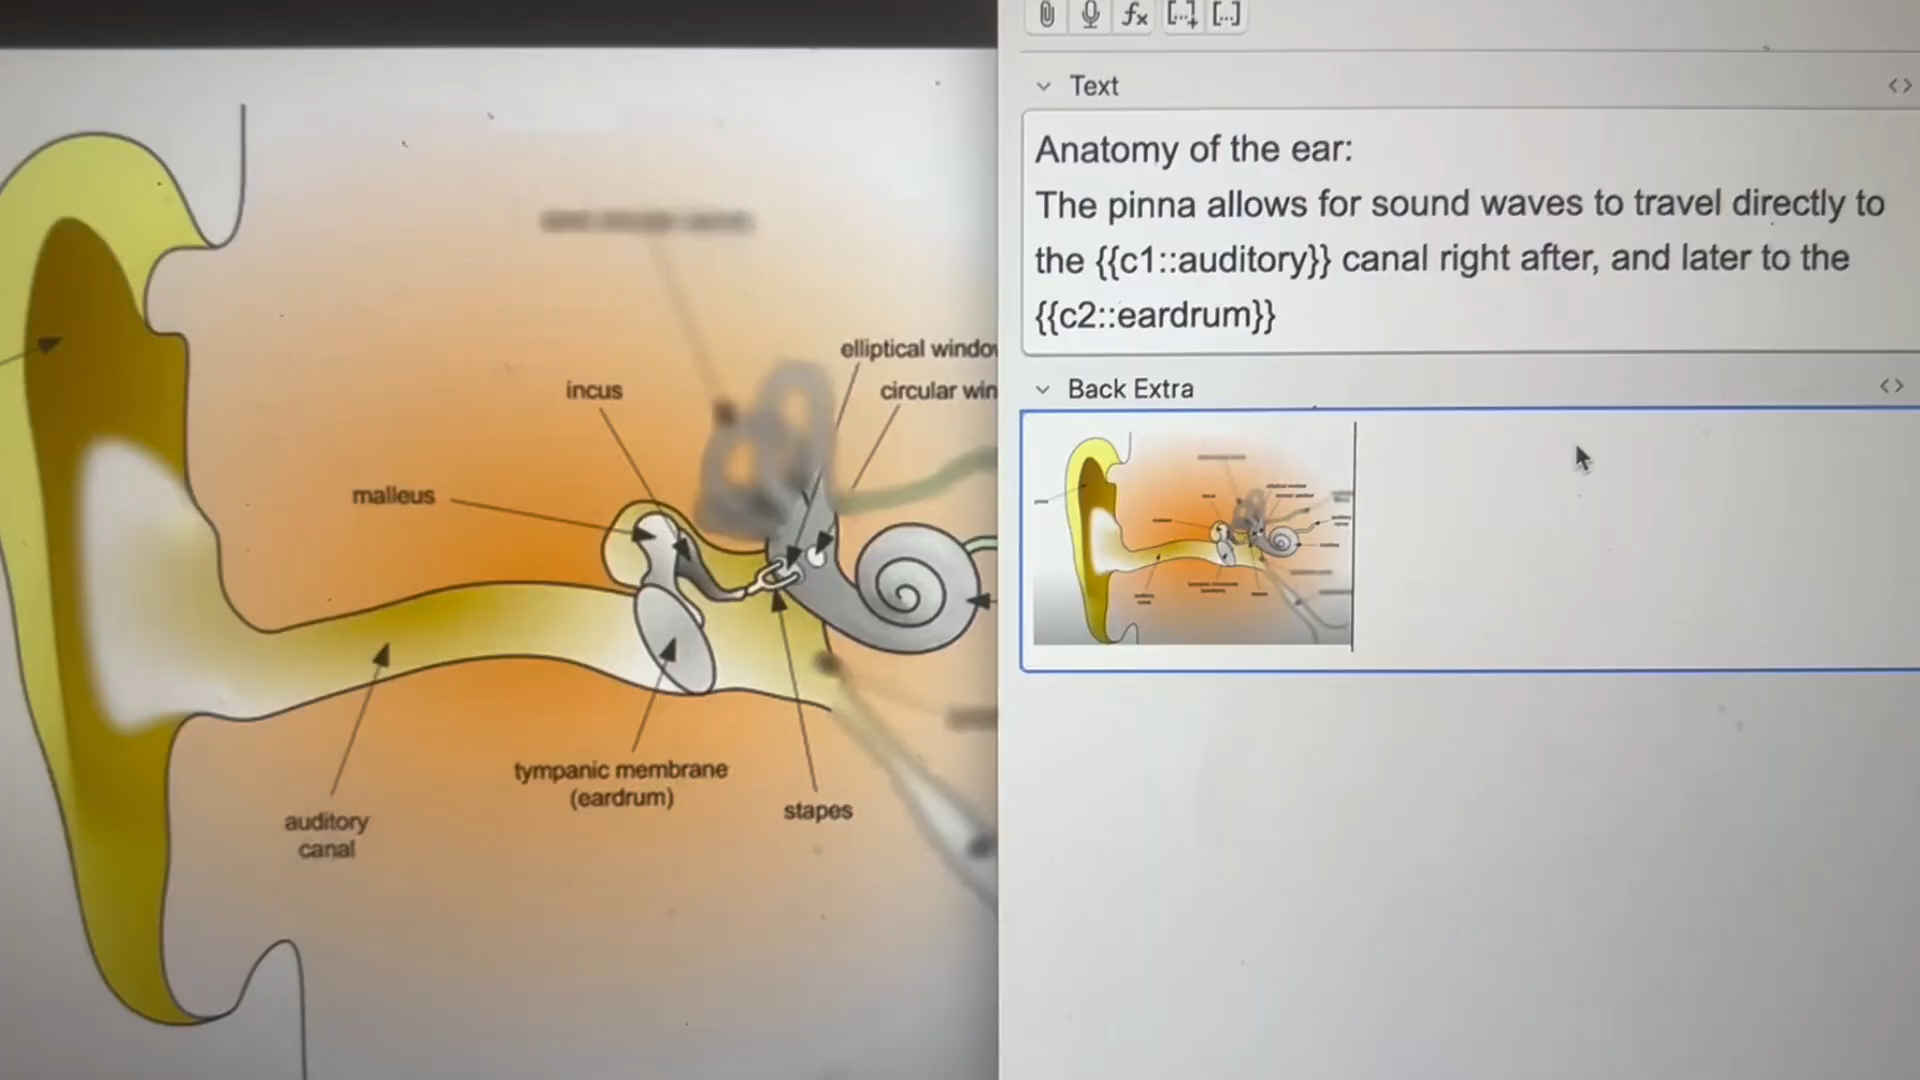 Text
Anatomy of the ear:
The pinna allows for sound waves to travel directly to
the {{c1::auditory}} canal right after, and later to the
{{c2::eardrum}}
Back Extra
elliptical windo
circular win
incus
malleus
tympanic membrane
(eardrum)
stapes
auditory
canal